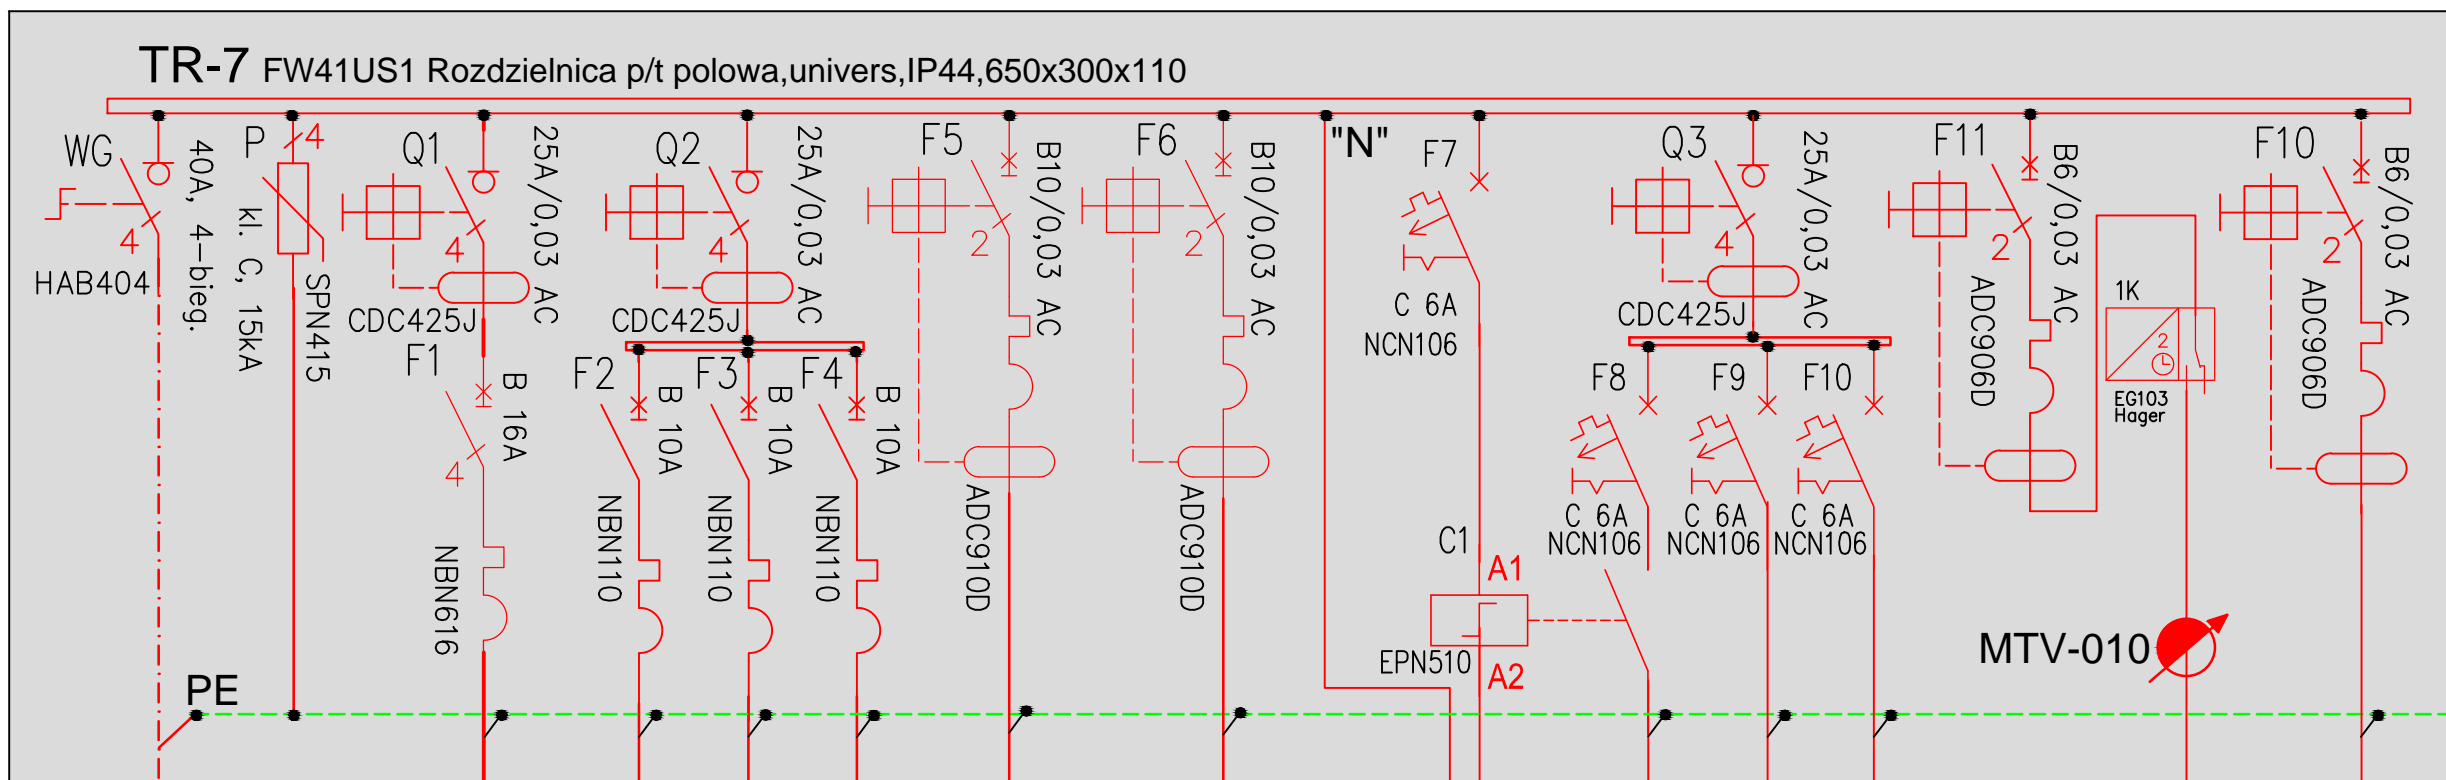 TR-7 FW41US1 Rozdzielnica p/t polowa,univers,IP44,650x300x110
WG
40A, 4-bieg.
4
HAB404
P
4
kl. C, 15kA
SPN415
Q1
25A/0,03 AC
4
CDC425J
F1
B 16A
4
NBN616
Q2
25A/0,03 AC
4
CDC425J
F2
B 10A
NBN110
F3
B 10A
NBN110
F4
B 10A
NBN110
F5
B10/0,03 AC
2
ADC910D
F6
B10/0,03 AC
2
ADC910D
"N"
F7
C 6A
NCN106
C1
A1
EPN510
A2
Q3
25A/0,03 AC
4
CDC425J
F8
C 6A
NCN106
F9
C 6A
NCN106
F10
C 6A
NCN106
F11
B6/0,03 AC
2
ADC906D
1K
2
EG103
Hager
MTV-010
F10
B6/0,03 AC
2
ADC906D
PE